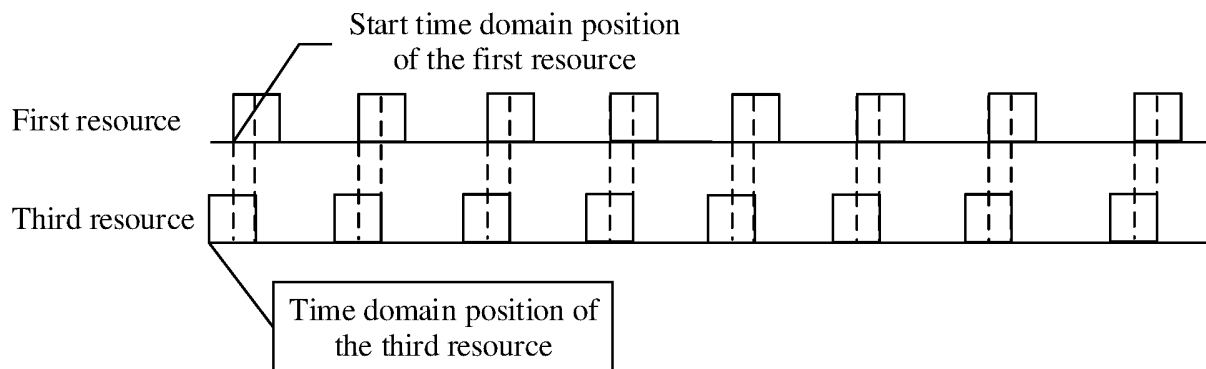 Start time domain position
of the first resource
First resource
Third resource
Time domain position of
the third resource